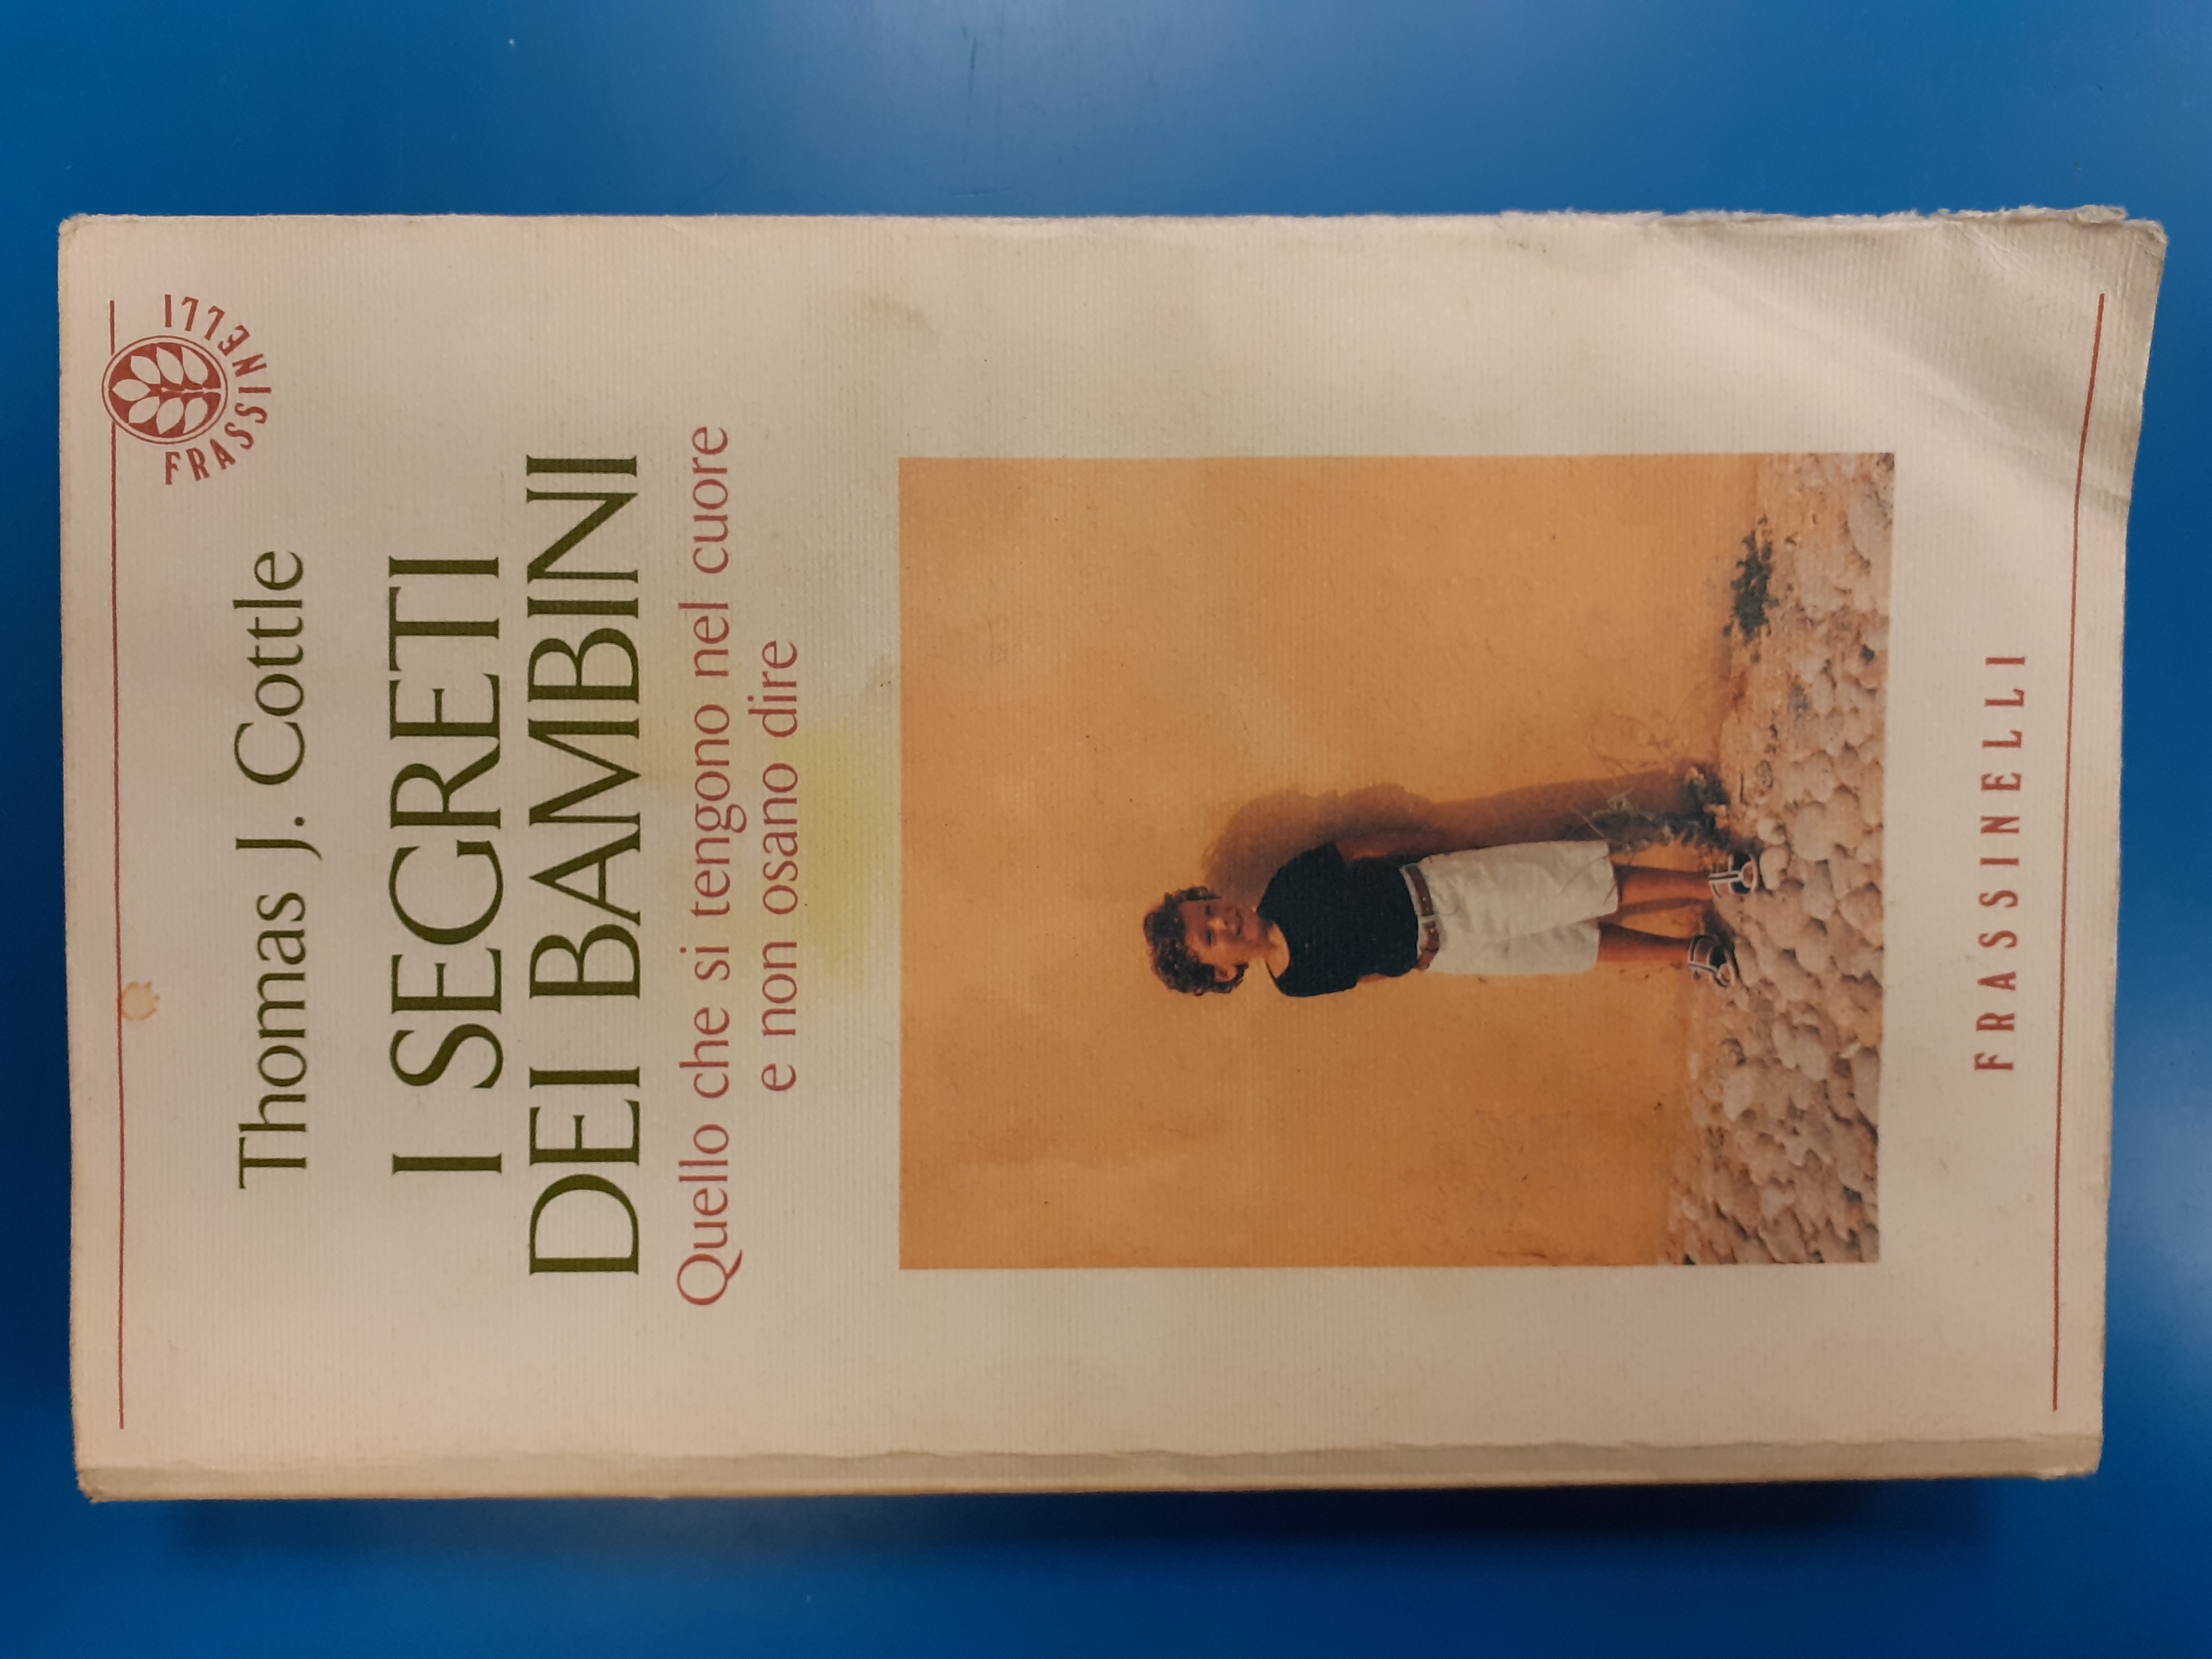 FRASSINELLI
Thomas J. Cottle
I SEGRETI
DEI BAMBINI
Quello che si tengono nel cuore
e non osano dire
FRASSINELLI